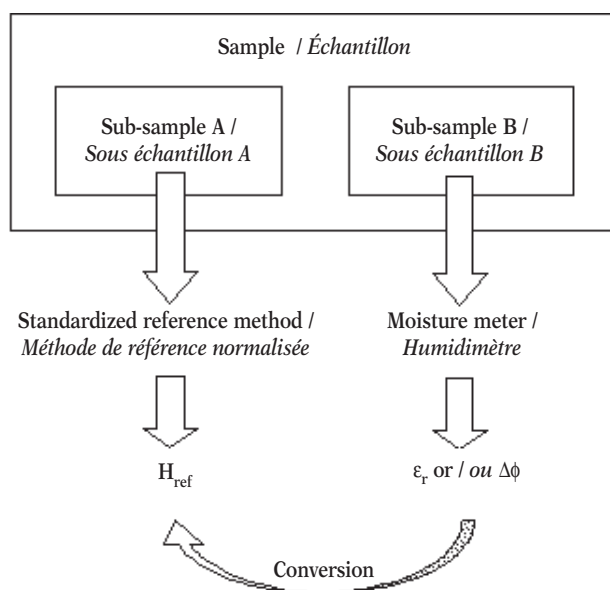 Sample / Échantillon
Sub-sample A /
Sous échantillon A
Sub-sample B /
Sous échantillon B
Standardized reference method /
Méthode de référence normalisée
Moisture meter /
Humidimètre
H_ref
ε_r or / ou Δϕ
Conversion